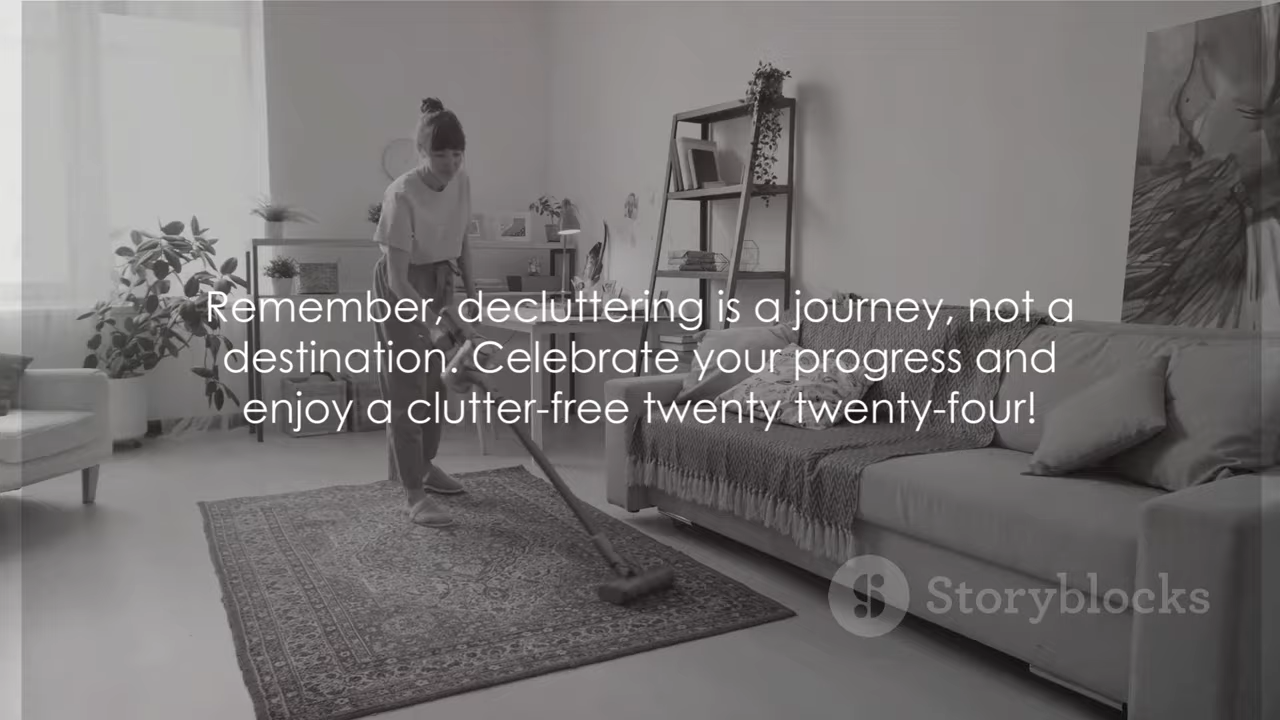 Remember, decluttering is a journey, not a
destination. Celebrate your progress and
enjoy a clutter-free twenty twenty-four!
Storyblocks